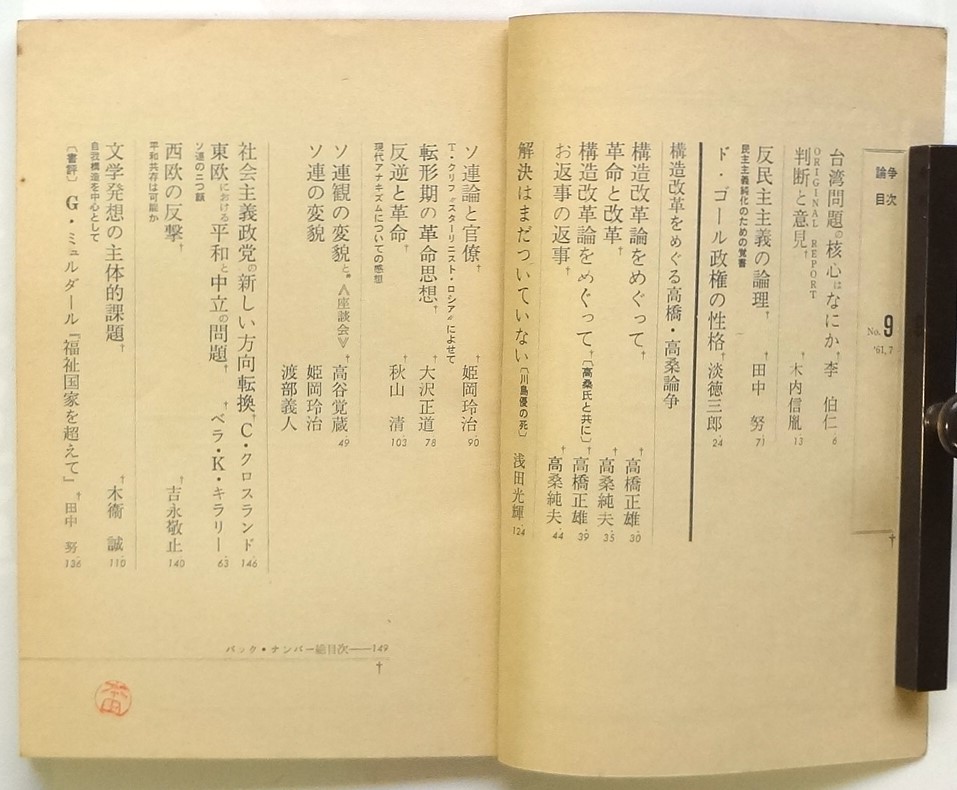 論争
目次
No. 9
'61, 7
台湾問題の核心はなにか†李 伯仁 6
ORIGINAL REPORT
判断と意見††木内信胤 13
反民主主義の論理††田中 努 71
民主主義純化のための覚書
ド・ゴール政権の性格†淡徳三郎 24
構造改革をめぐる高橋・高桑論争
構造改革論をめぐって††高橋正雄 30
革命と改革††高桑純夫 35
構造改革論をめぐって†〔高桑氏と共に〕†高橋正雄 39
お返事の返事††高桑純夫 44
解決はまだついていない〔川島優の死〕浅田光輝 124
ソ連論と官僚††姫岡玲治 90
T・クリフ〝スターリニスト・ロシア〟によせて
転形期の革命思想††大沢正道 78
反逆と革命††秋山 清 103
現代アナキズムについての感想
ソ連観の変貌と。《座談会》†高谷覚蔵 49
ソ連の変貌 姫岡玲治
渡部義人
社会主義政党の新しい方向転換†C・クロスランド 146
東欧における平和と中立の問題††ベラ・K・キラリー 63
ソ連の二つ顔
西欧の反撃††吉永敬止 140
平和共存は可能か
文学発想の主体的課題††木衞 誠 110
自我構造を中心として
〔書評〕G・ミュルダール『福祉国家を超えて』†田中 努 136
バック・ナンバー総目次——149
†